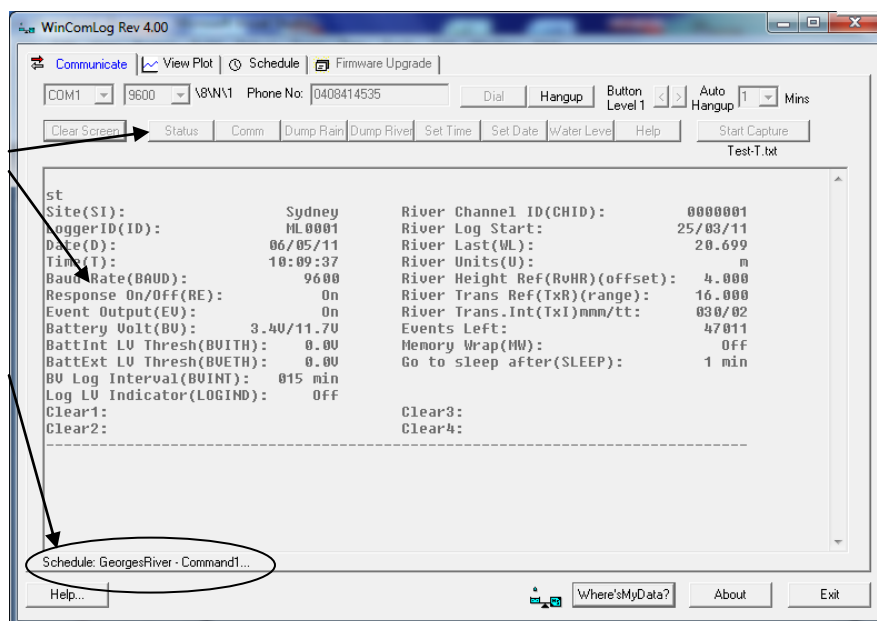 WinComLog Rev 4.00
Communicate View Plot Schedule Firmware Upgrade
COM1 9600 \8\N\1 Phone No: 0408414535 Dial Hangup Button Level 1 < > Auto Hangup 1 Mins
Clear Screen Status Comm Dump Rain Dump River Set Time Set Date Water Leve Help Start Capture
Test-T.txt
st
Site(SI): Sydney River Channel ID(CHID): 0000001
LoggerID(ID): ML0001 River Log Start: 25/03/11
Date(D): 06/05/11 River Last(WL): 20.699
Time(T): 10:09:37 River Units(U): m
Baud Rate(BAUD): 9600 River Height Ref(RvHR)(offset): 4.000
Response On/Off(RE): On River Trans Ref(TxR)(range): 16.000
Event Output(EV): On River Trans.Int(TxI)mmm/tt: 030/02
Battery Volt(BV): 3.4V/11.7V Events Left: 47011
BattInt LV Thresh(BVITH): 0.0V Memory Wrap(MW): Off
BattExt LV Thresh(BVETH): 0.0V Go to sleep after(SLEEP): 1 min
BV Log Interval(BVINT): 015 min
Log LV Indicator(LOGIND): Off
Clear1: Clear3:
Clear2: Clear4:
--------------------------------------------------------------------------------
Schedule: GeorgesRiver - Command1...
Help... Where'sMyData? About Exit